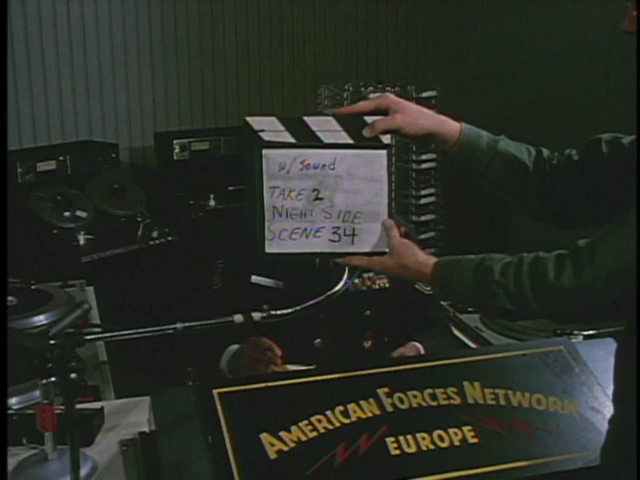 w/ Sound
TAKE 2
NIGHT SIDE
SCENE 34
AMERICAN FORCES NETWORK
EUROPE